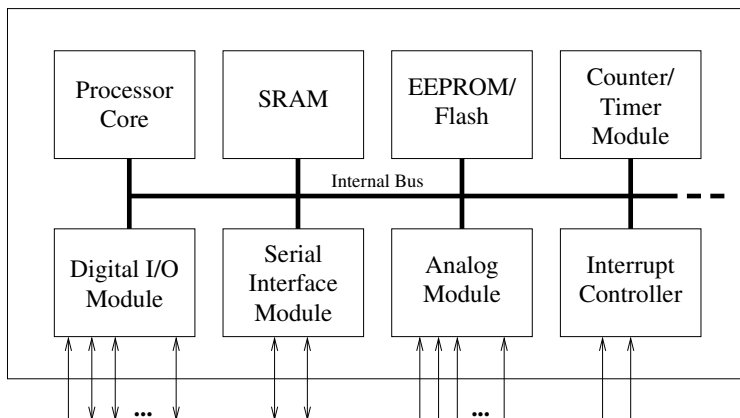 Processor
Core
SRAM
EEPROM/
Flash
Counter/
Timer
Module
Internal Bus
Digital I/O
Module
Serial
Interface
Module
Analog
Module
Interrupt
Controller
...
...